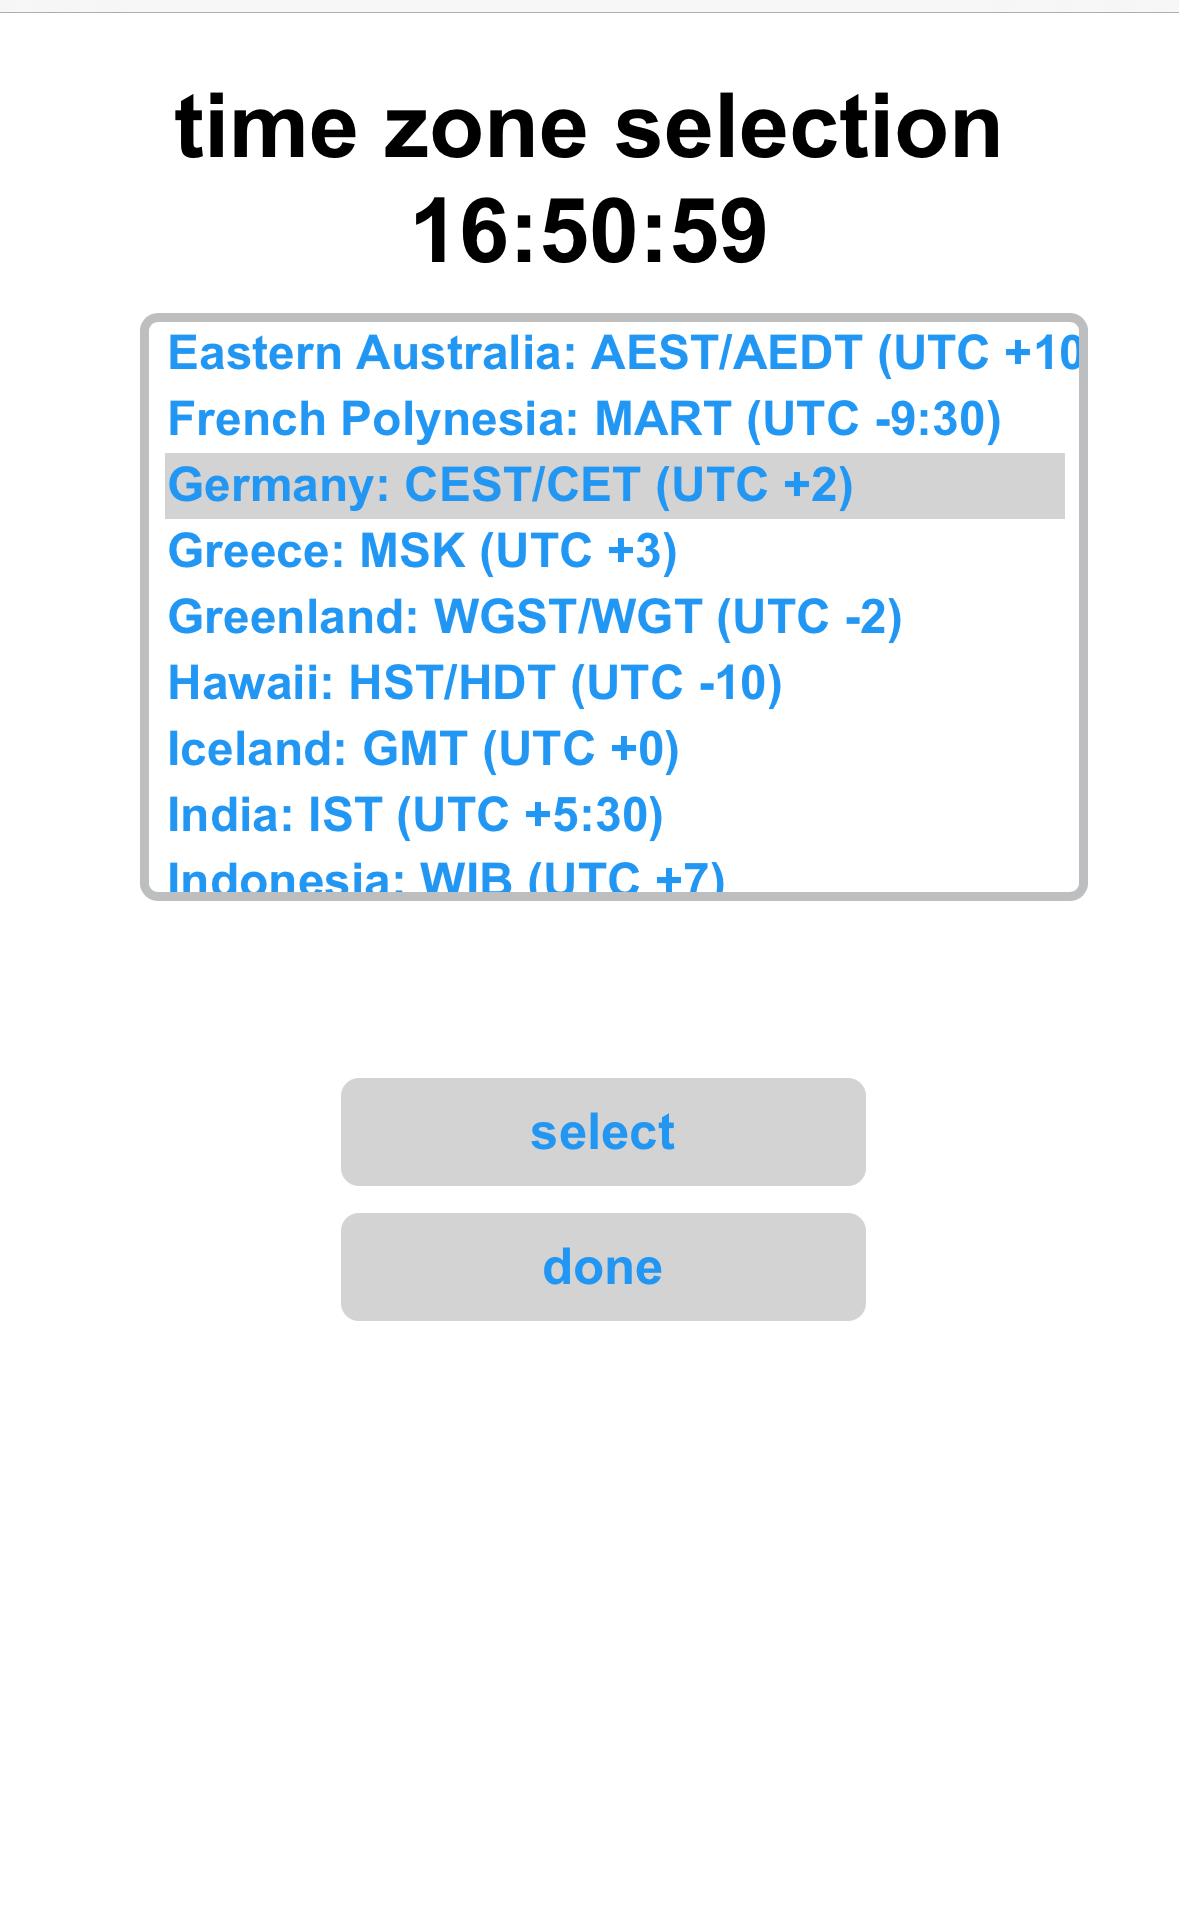 time zone selection
16:50:59
Eastern Australia: AEST/AEDT (UTC +10
French Polynesia: MART (UTC -9:30)
Germany: CEST/CET (UTC +2)
Greece: MSK (UTC +3)
Greenland: WGST/WGT (UTC -2)
Hawaii: HST/HDT (UTC -10)
Iceland: GMT (UTC +0)
India: IST (UTC +5:30)
Indonesia: WIB (UTC +7)
select
done